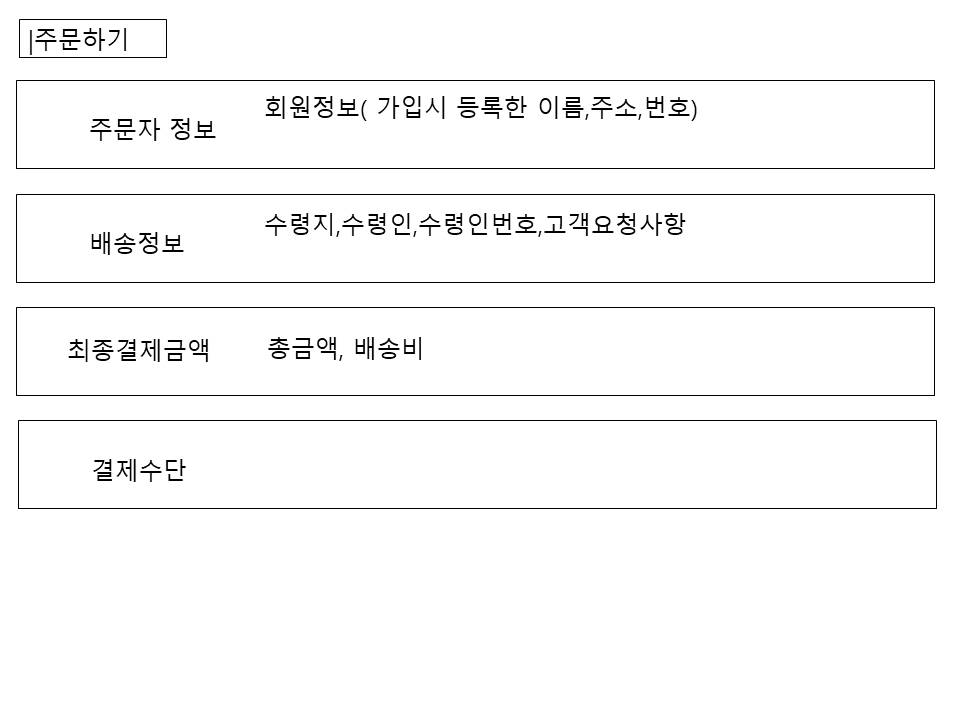 |주문하기
주문자 정보
회원정보( 가입시 등록한 이름,주소,번호)
배송정보
수령지,수령인,수령인번호,고객요청사항
최종결제금액
총금액, 배송비
결제수단